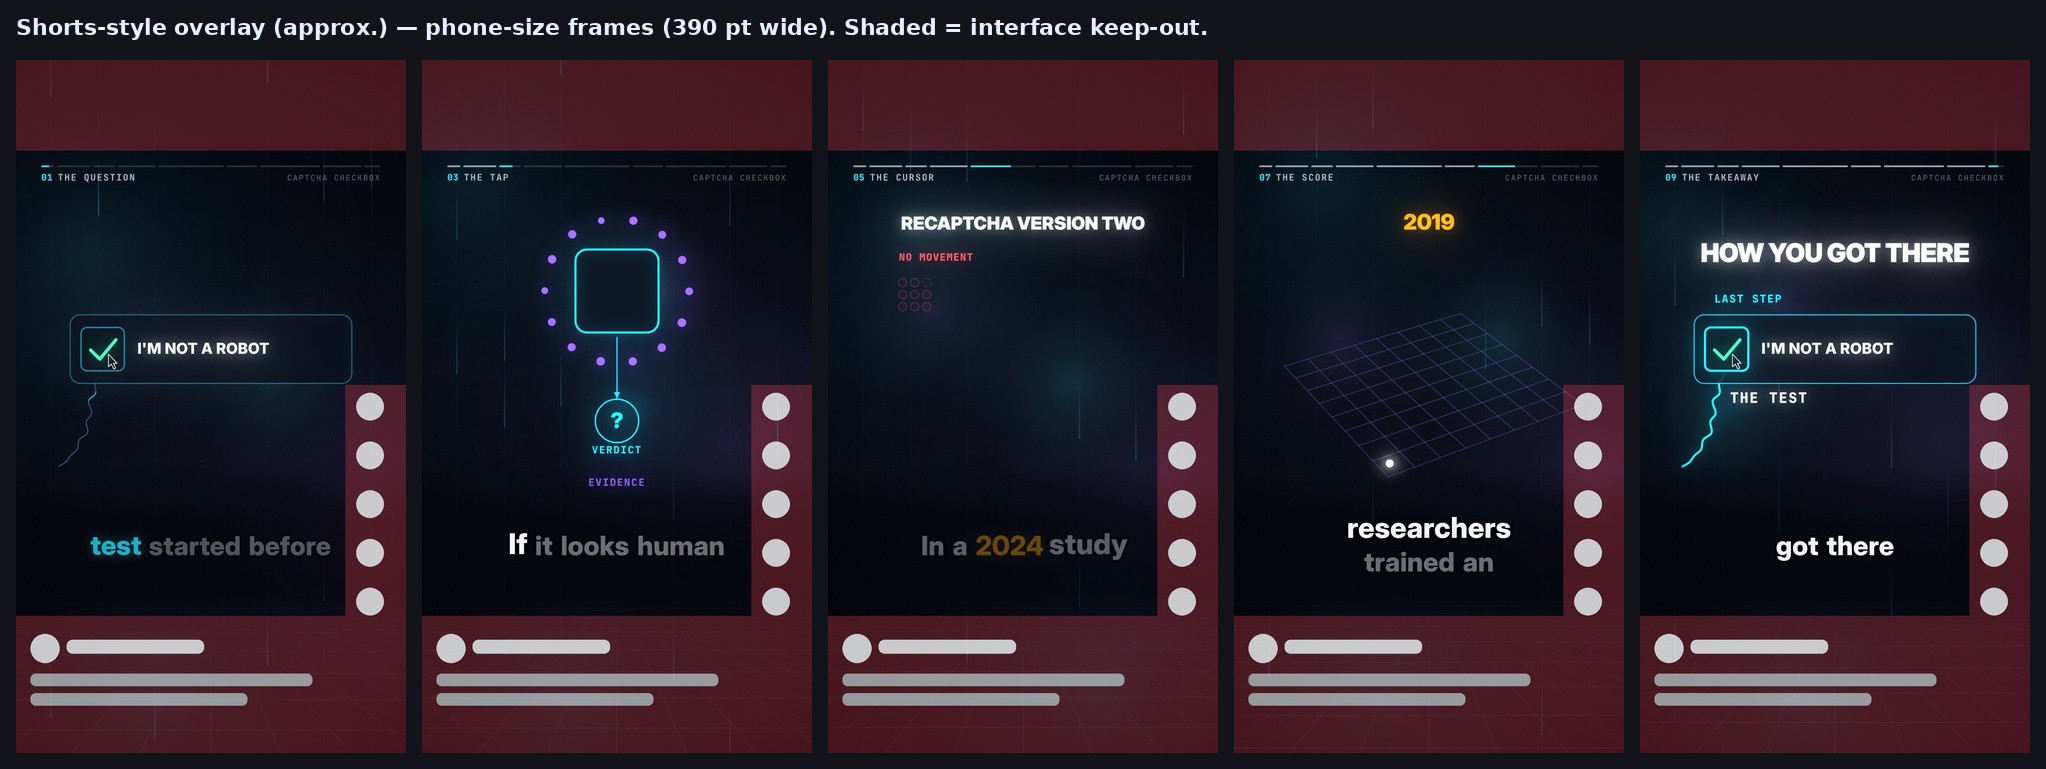 Shorts-style overlay (approx.) — phone-size frames (390 pt wide). Shaded = interface keep-out.
01 THE QUESTION
CAPTCHA CHECKBOX
I'M NOT A ROBOT
test started before
03 THE TAP
CAPTCHA CHECKBOX
?
VERDICT
EVIDENCE
If it looks human
05 THE CURSOR
CAPTCHA CHECKBOX
RECAPTCHA VERSION TWO
NO MOVEMENT
In a 2024 study
07 THE SCORE
CAPTCHA CHECKBOX
2019
researchers
trained an
09 THE TAKEAWAY
CAPTCHA CHECKBOX
HOW YOU GOT THERE
LAST STEP
I'M NOT A ROBOT
THE TEST
got there